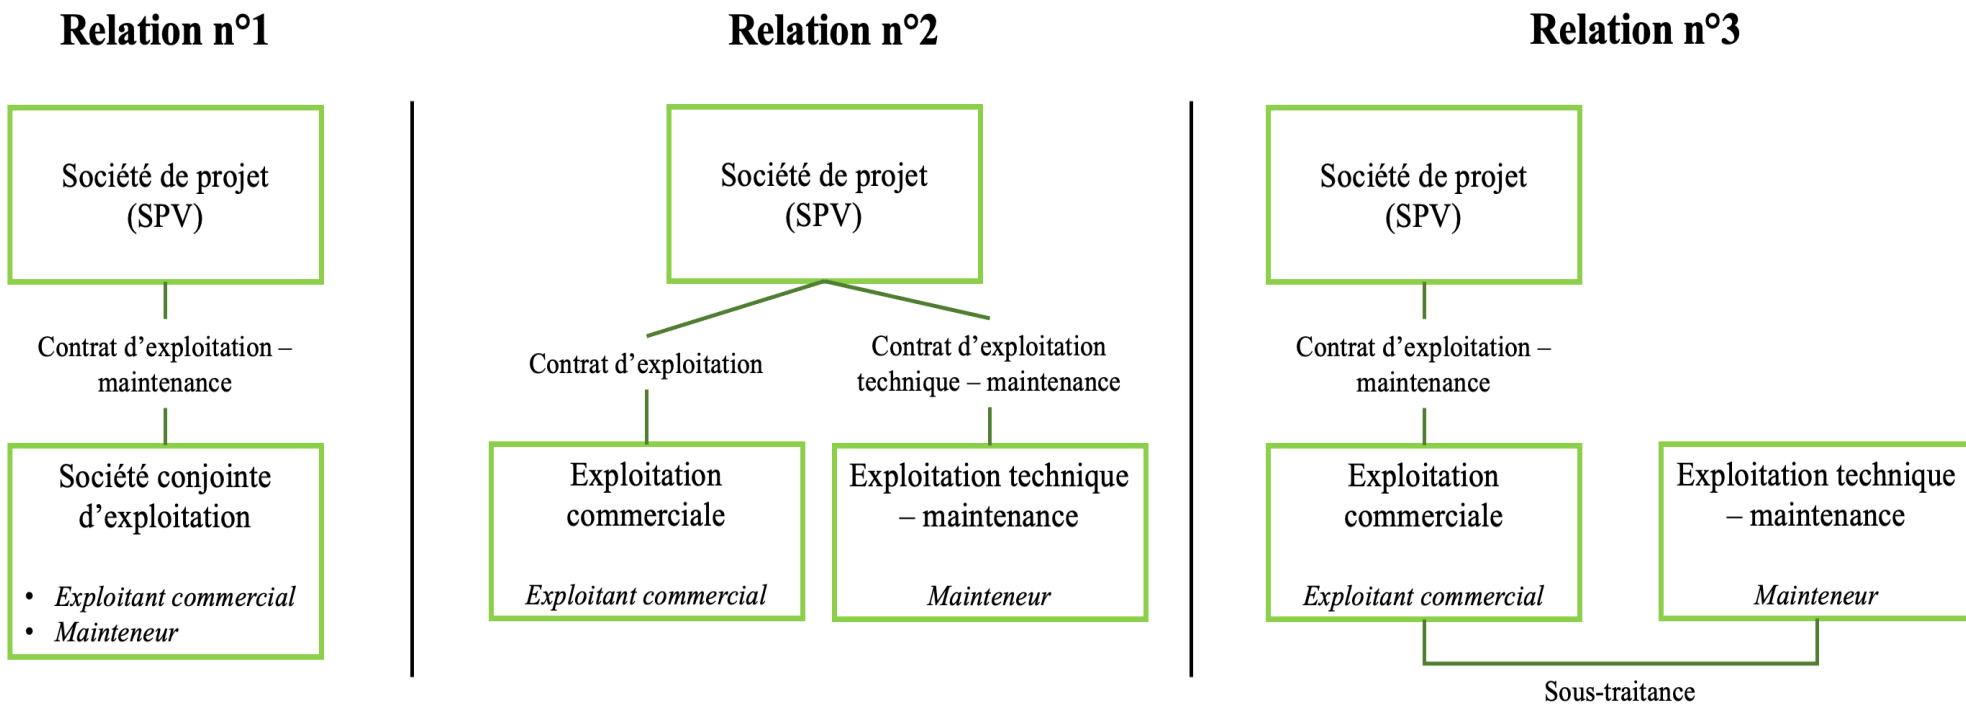 Relation n°1
Société de projet
(SPV)
Contrat d’exploitation –
maintenance
Société conjointe
d’exploitation
• Exploitant commercial
• Mainteneur
Relation n°2
Société de projet
(SPV)
Contrat d’exploitation
Contrat d’exploitation
technique – maintenance
Exploitation
commerciale
Exploitant commercial
Exploitation technique
– maintenance
Mainteneur
Relation n°3
Société de projet
(SPV)
Contrat d’exploitation –
maintenance
Exploitation
commerciale
Exploitant commercial
Exploitation technique
– maintenance
Mainteneur
Sous-traitance